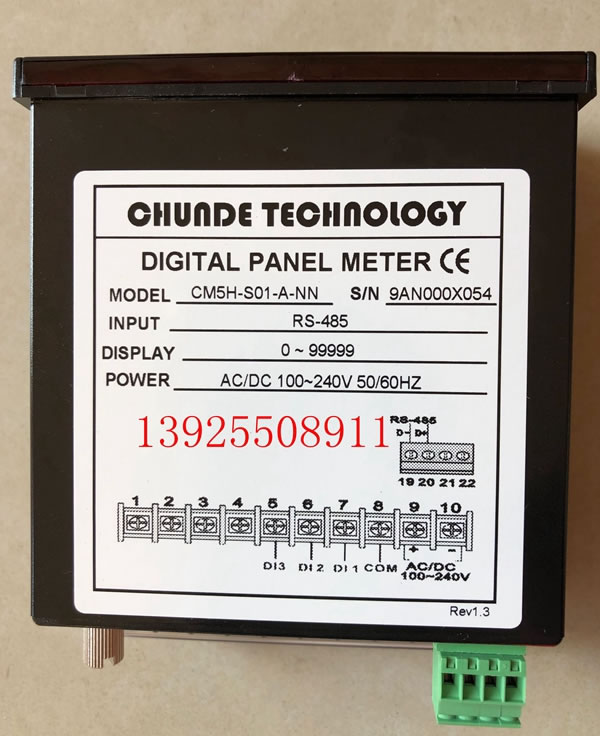 CHUNDE TECHNOLOGY
DIGITAL PANEL METER CE
MODEL CM5H-S01-A-NN S/N 9AN000X054
INPUT RS-485
DISPLAY 0 ~ 99999
POWER AC/DC 100~240V 50/60HZ
13925508911
RS-485
D- D+
19 20 21 22
1 2 3 4 5 6 7 8 9 10
+ -
DI3 DI2 DI1 COM AC/DC
100~240V
Rev1.3